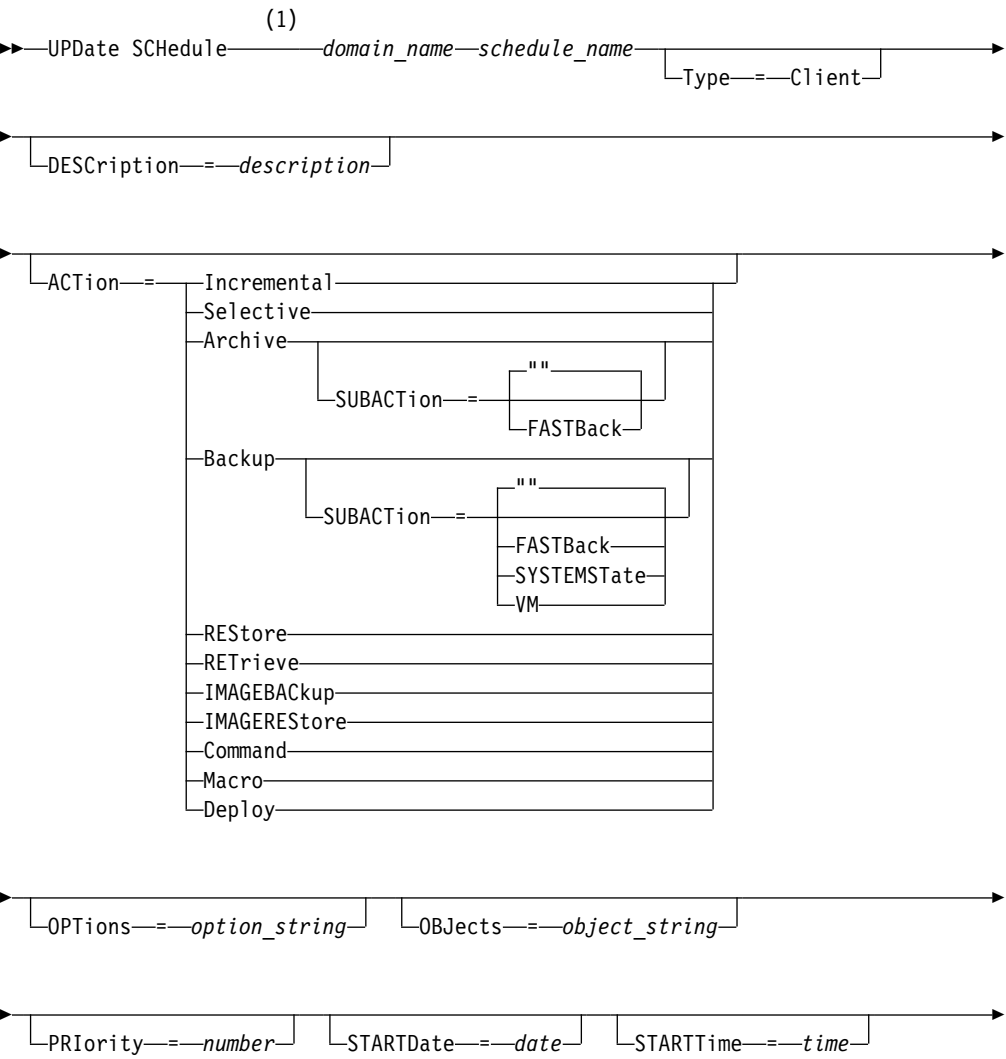 (1)
UPDate SCHedule domain_name schedule_name
Type = Client
DESCription = description
ACTion = Incremental
Selective
Archive
""
SUBACTion =
FASTBack
Backup
""
SUBACTion =
FASTBack
SYSTEMSTate
VM
REStore
RETrieve
IMAGEBACkup
IMAGEREStore
Command
Macro
Deploy
OPTions = option_string OBJects = object_string
PRIority = number STARTDate = date STARTTime = time